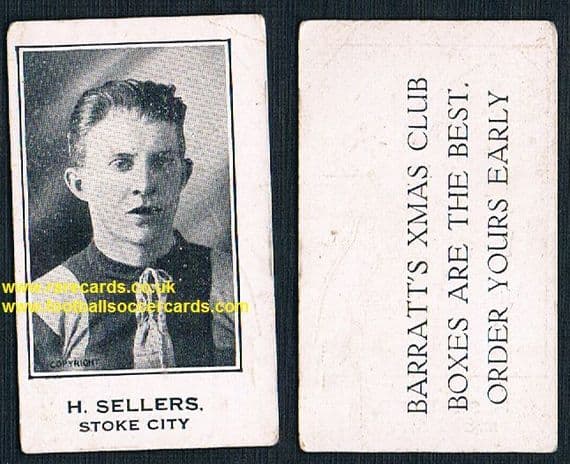 www.rarecards.co.uk
www.footballsoccercards.com
COPYRIGHT
H. SELLERS,
STOKE CITY
BARRATT'S XMAS CLUB
BOXES ARE THE BEST.
ORDER YOURS EARLY